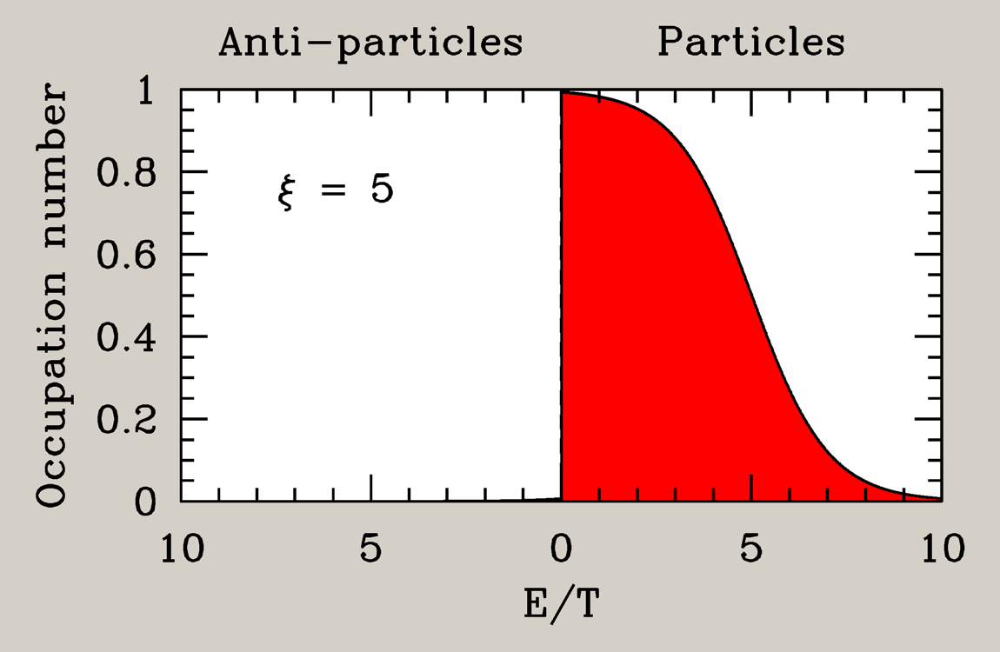 Anti-particles Particles
Occupation number
1
0.8
0.6
0.4
0.2
0
ξ = 5
10 5 0 5 10
E/T